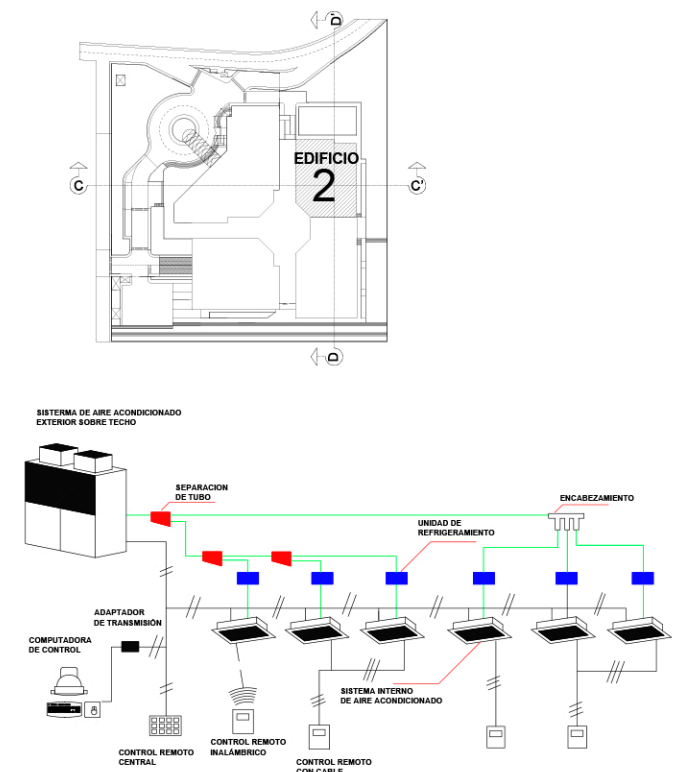 D'
EDIFICIO
2
C
C'
D
SISTERMA DE AIRE ACONDICIONADO
EXTERIOR SOBRE TECHO
SEPARACION
DE TUBO
ENCABEZAMIENTO
UNIDAD DE
REFRIGERAMIENTO
ADAPTADOR
DE TRANSMISIÓN
COMPUTADORA
DE CONTROL
SISTEMA INTERNO
DE AIRE ACONDICIONADO
CONTROL REMOTO
CENTRAL
CONTROL REMOTO
INALÁMBRICO
CONTROL REMOTO
CON CABLE